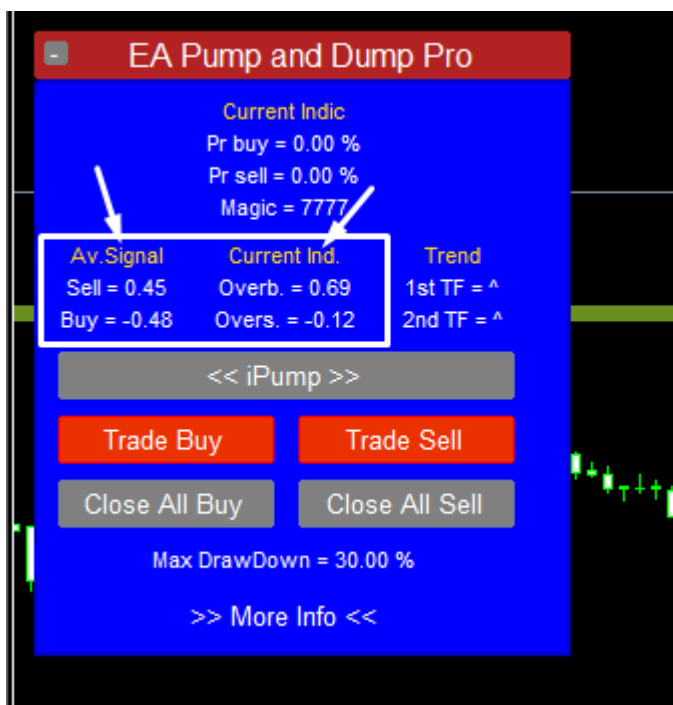 - EA Pump and Dump Pro
Current Indic
Pr buy = 0.00 %
Pr sell = 0.00 %
Magic = 7777
Av.Signal Current Ind. Trend
Sell = 0.45 Overb. = 0.69 1st TF = ^
Buy = -0.48 Overs. = -0.12 2nd TF = ^
<< iPump >>
Trade Buy Trade Sell
Close All Buy Close All Sell
Max DrawDown = 30.00 %
>> More Info <<